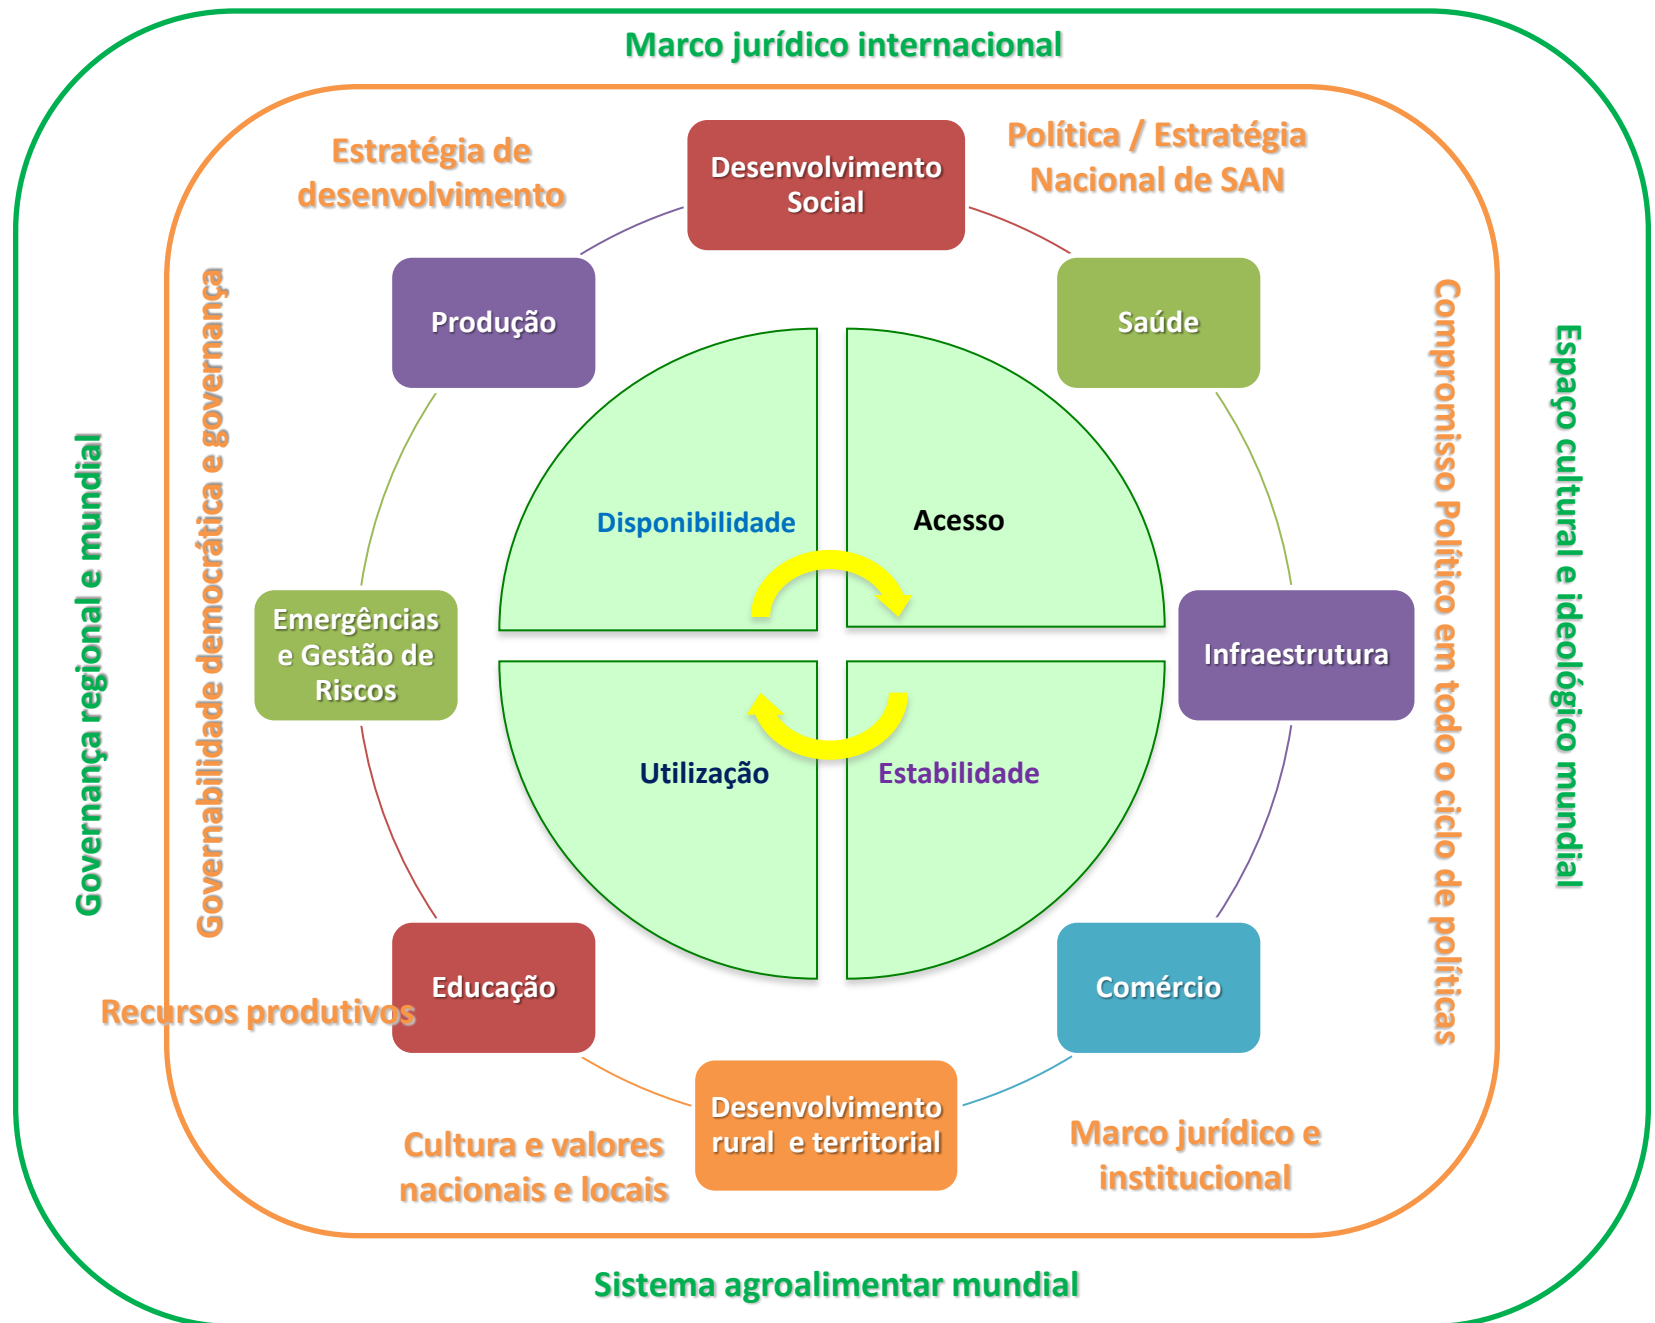 Marco jurídico internacional
Estratégia de
desenvolvimento
Política / Estratégia
Nacional de SAN
Desenvolvimento
Social
Produção
Saúde
Governança regional e mundial
Governabilidade democrática e governança
Compromisso Político em todo o ciclo de políticas
Espaço cultural e ideológico mundial
Disponibilidade
Acesso
Emergências
e Gestão de
Riscos
Infraestrutura
Utilização
Estabilidade
Educação
Comércio
Recursos produtivos
Desenvolvimento
rural e territorial
Cultura e valores
nacionais e locais
Marco jurídico e
institucional
Sistema agroalimentar mundial